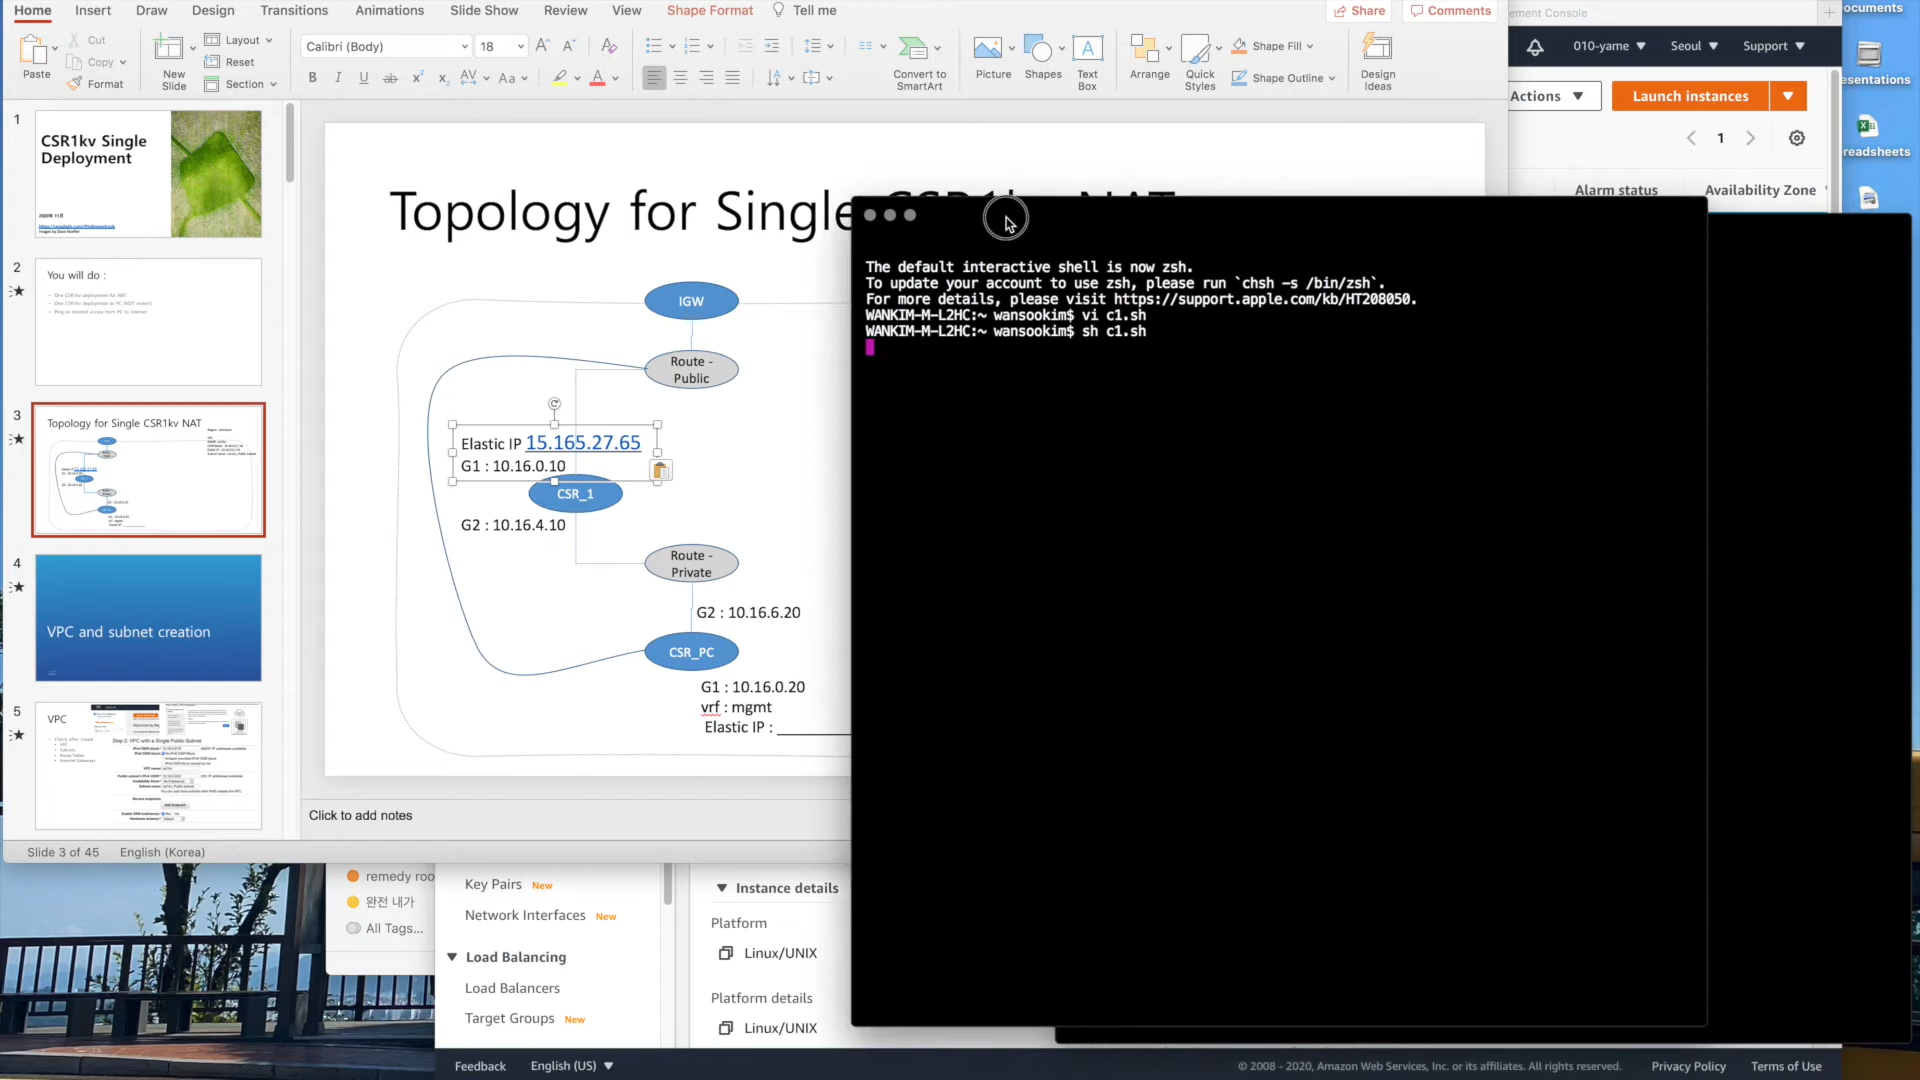 Home Insert Draw Design Transitions Animations Slide Show Review View Shape Format Tell me
Share Comments
Paste Cut
Copy
Format
New Slide
Layout
Reset
Section
Calibri (Body) 18
Convert to SmartArt
Picture Shapes Text Box
Arrange Quick Styles
Shape Fill
Shape Outline
Design Ideas
1
CSR1kv Single Deployment
2
You will do :
3
Topology for Single CSR1kv NAT
4
VPC and subnet creation
5
VPC
Topology for Single
IGW
Route - Public
Elastic IP 15.165.27.65
G1 : 10.16.0.10
CSR_1
G2 : 10.16.4.10
Route - Private
G2 : 10.16.6.20
CSR_PC
G1 : 10.16.0.20
vrf : mgmt
Elastic IP :
Click to add notes
Slide 3 of 45 English (Korea)
The default interactive shell is now zsh.
To update your account to use zsh, please run `chsh -s /bin/zsh`.
For more details, please visit https://support.apple.com/kb/HT208050.
WANKIM-M-L2HC:~ wansookim$ vi c1.sh
WANKIM-M-L2HC:~ wansookim$ sh c1.sh
ement Console
010-yame Seoul Support
Actions Launch instances
1
Alarm status Availability Zone
ocuments
esentations
readsheets
remedy roo
완전 내가
All Tags...
Key Pairs New
Network Interfaces New
Load Balancing
Load Balancers
Target Groups New
Instance details
Platform
Linux/UNIX
Platform details
Linux/UNIX
Feedback English (US)
© 2008 - 2020, Amazon Web Services, Inc. or its affiliates. All rights reserved. Privacy Policy Terms of Use